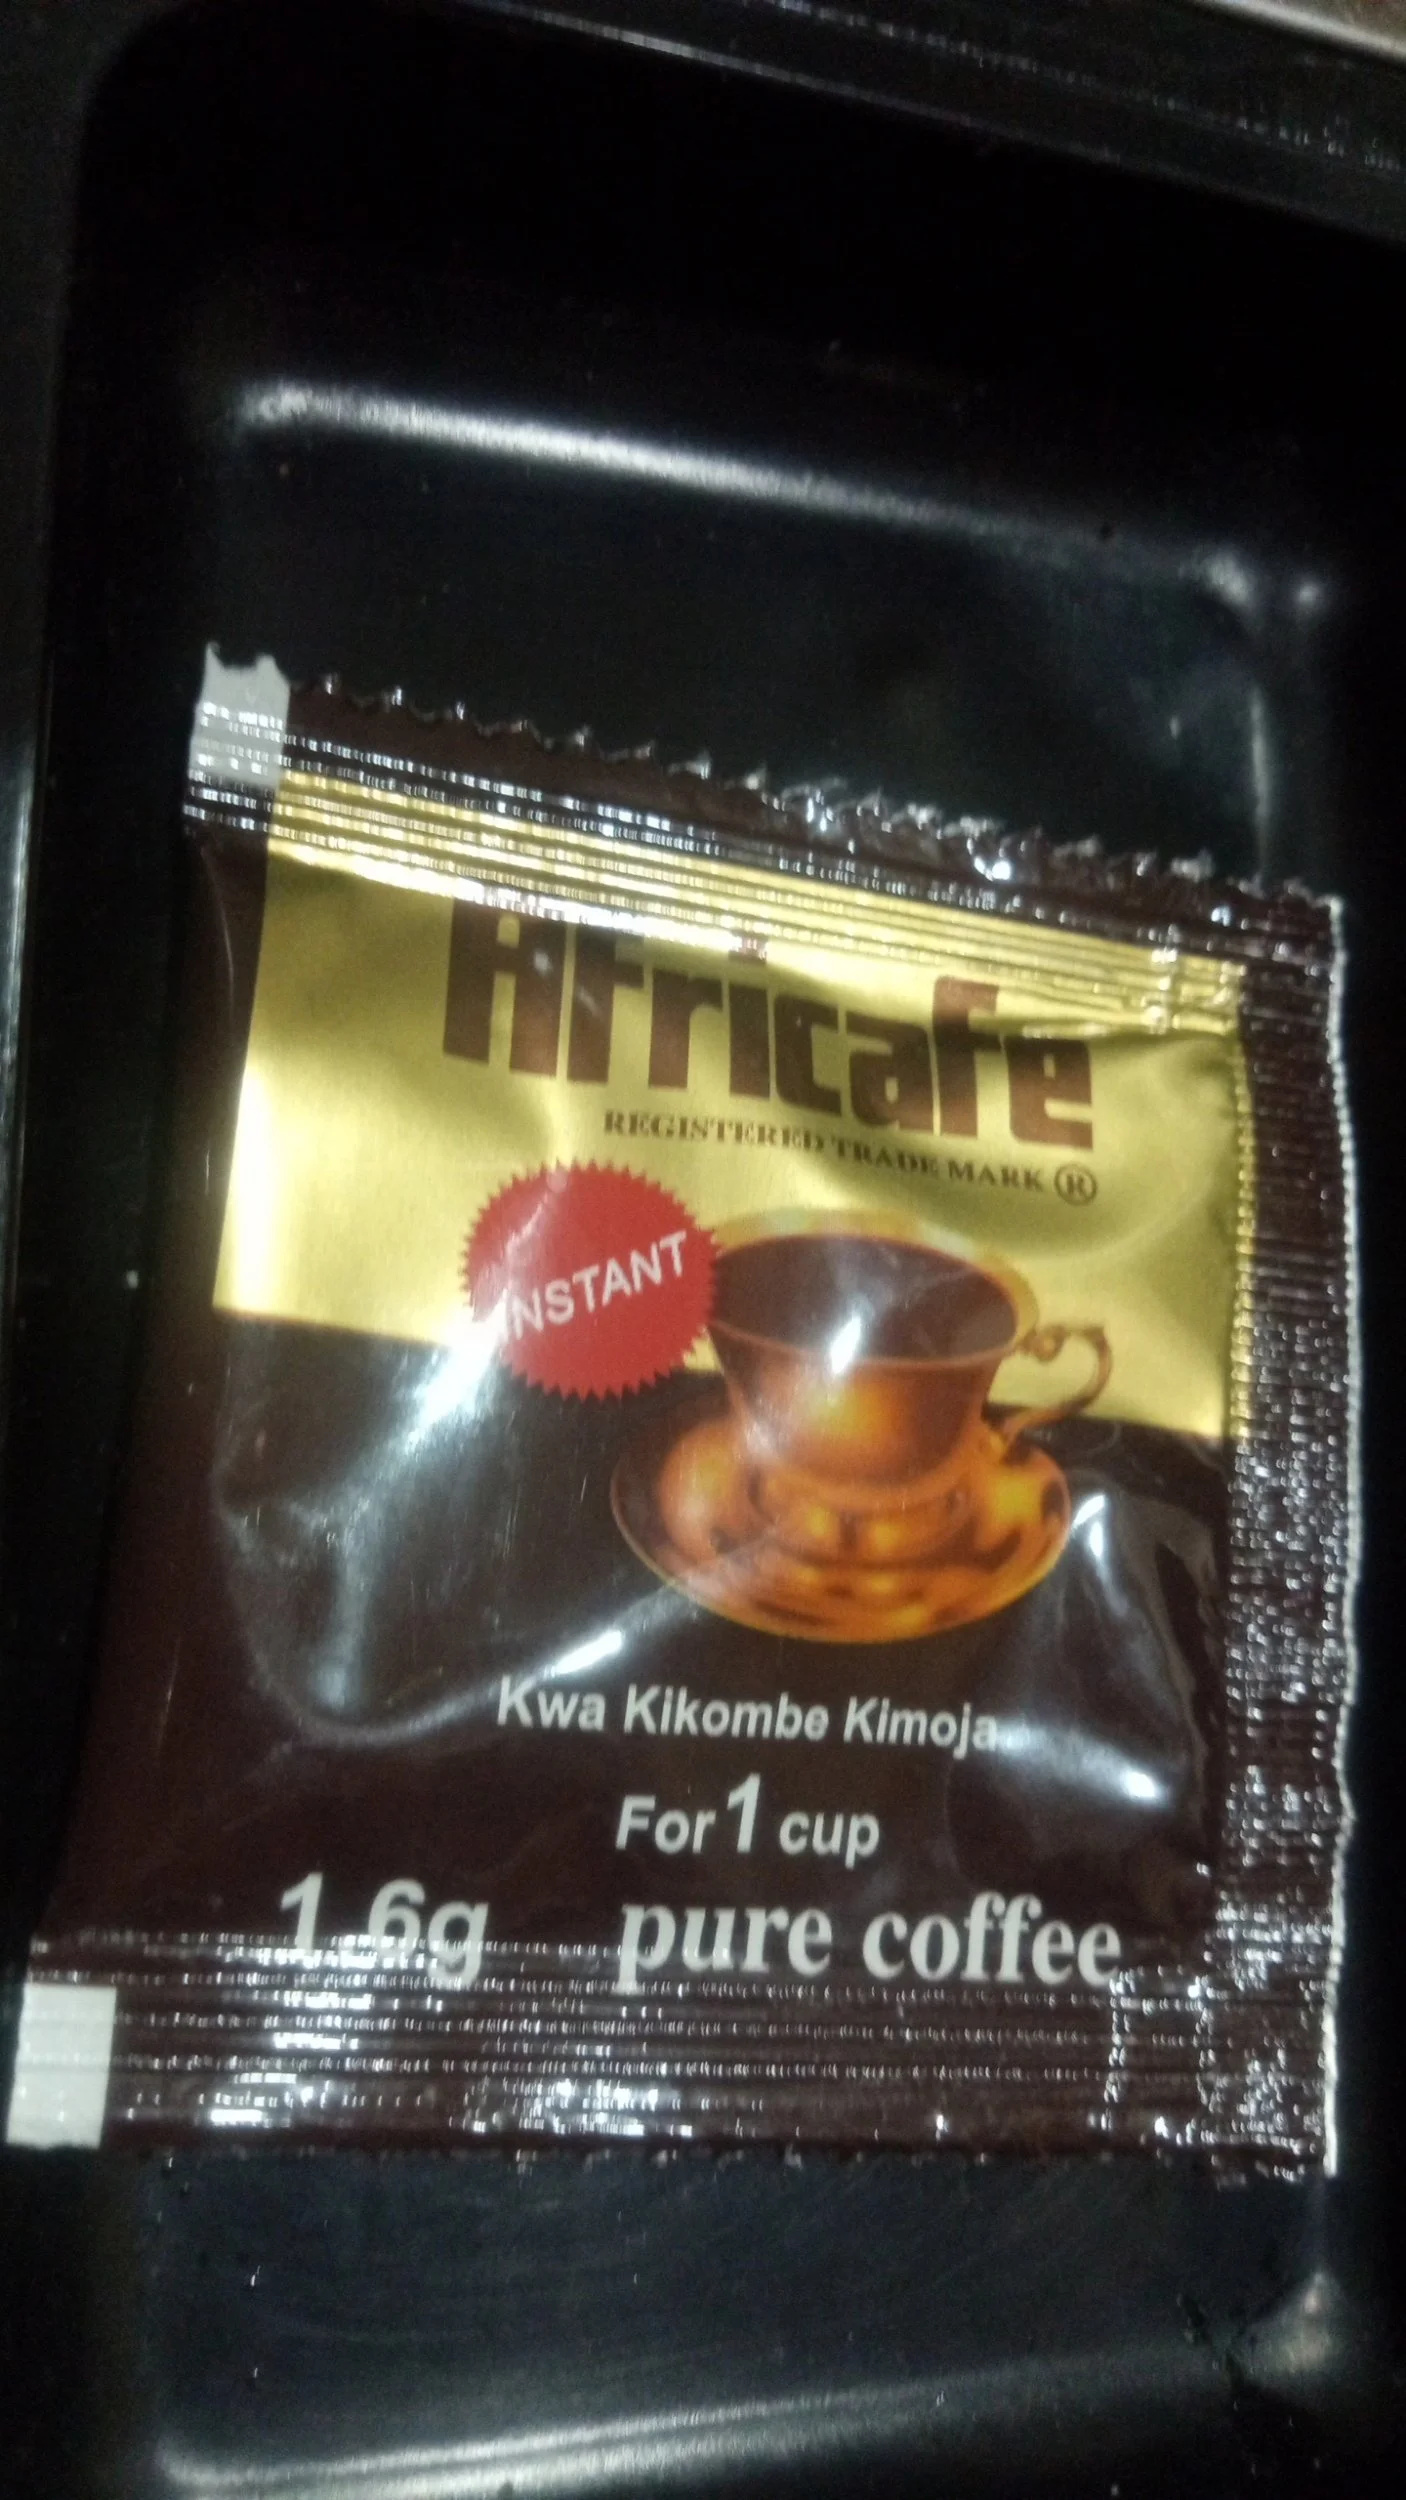 Africafe
REGISTERED TRADE MARK ®
INSTANT
Kwa Kikombe Kimoja
For 1 cup
1.6g pure coffee